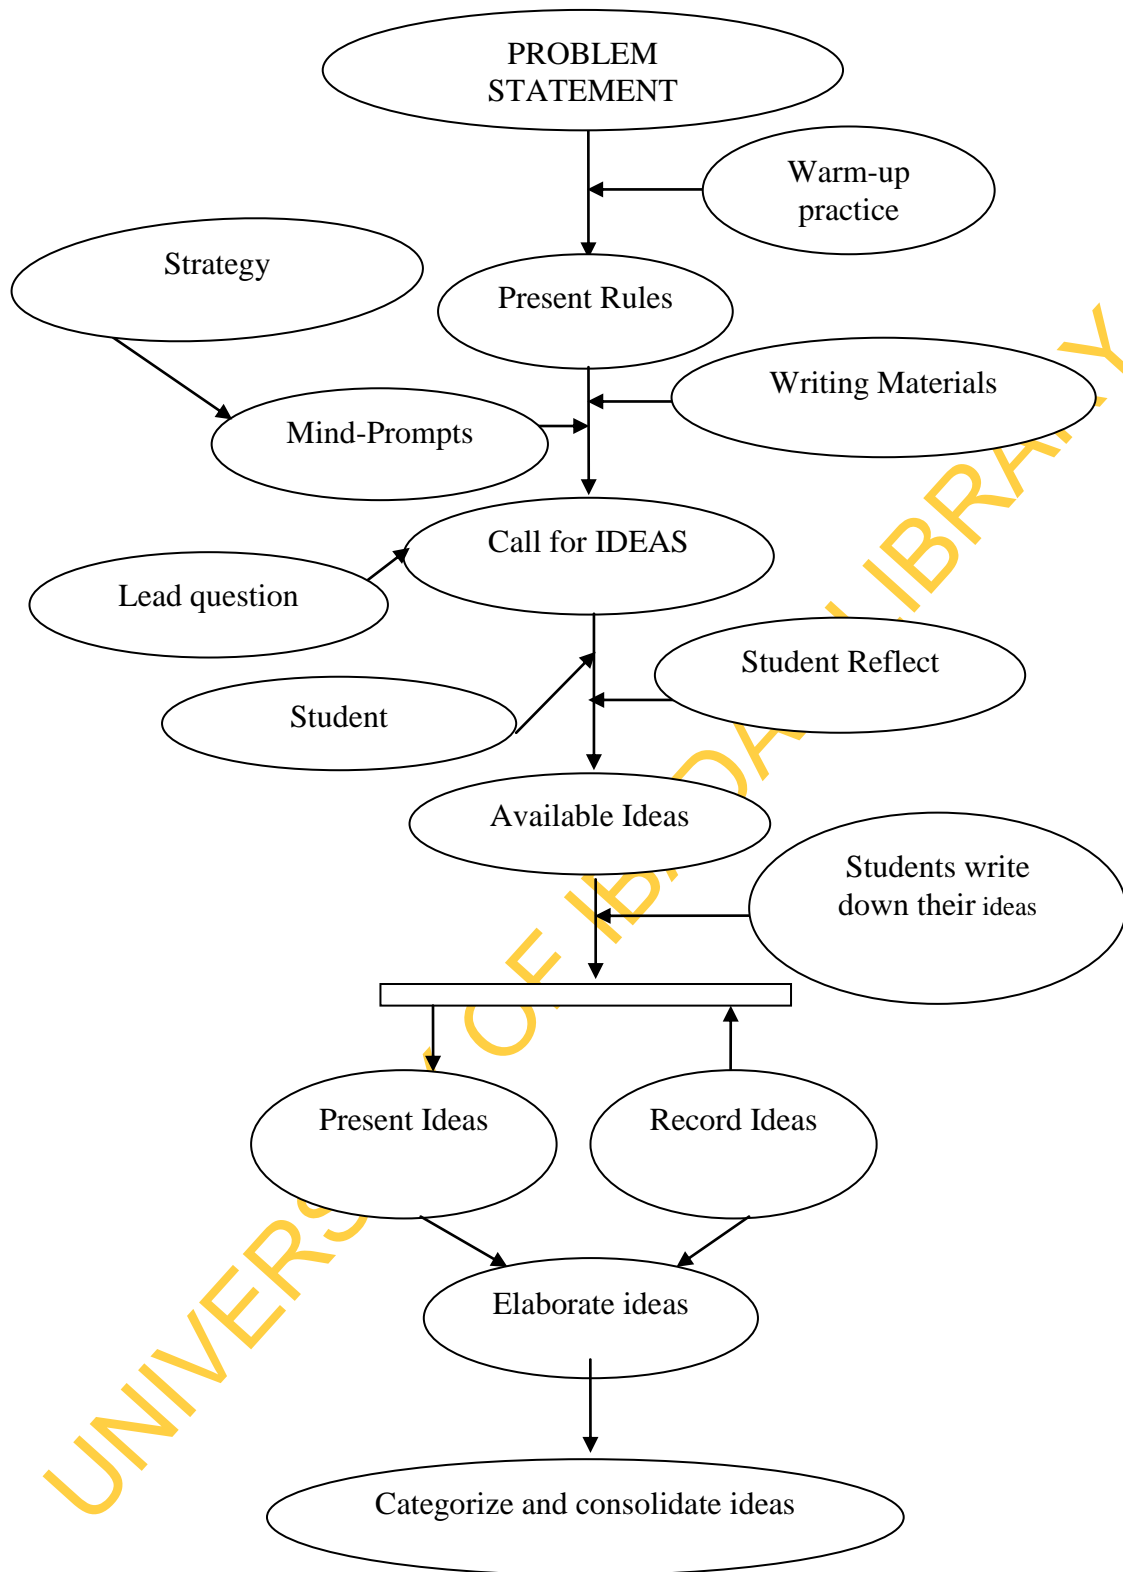 PROBLEM
STATEMENT
Warm-up
practice
Strategy
Present Rules
Writing Materials
Mind-Prompts
Call for IDEAS
Lead question
Student Reflect
Student
Available Ideas
Students write
down their ideas
Present Ideas
Record Ideas
Elaborate ideas
Categorize and consolidate ideas
UNIVERS OF IBADAN LIBRARY